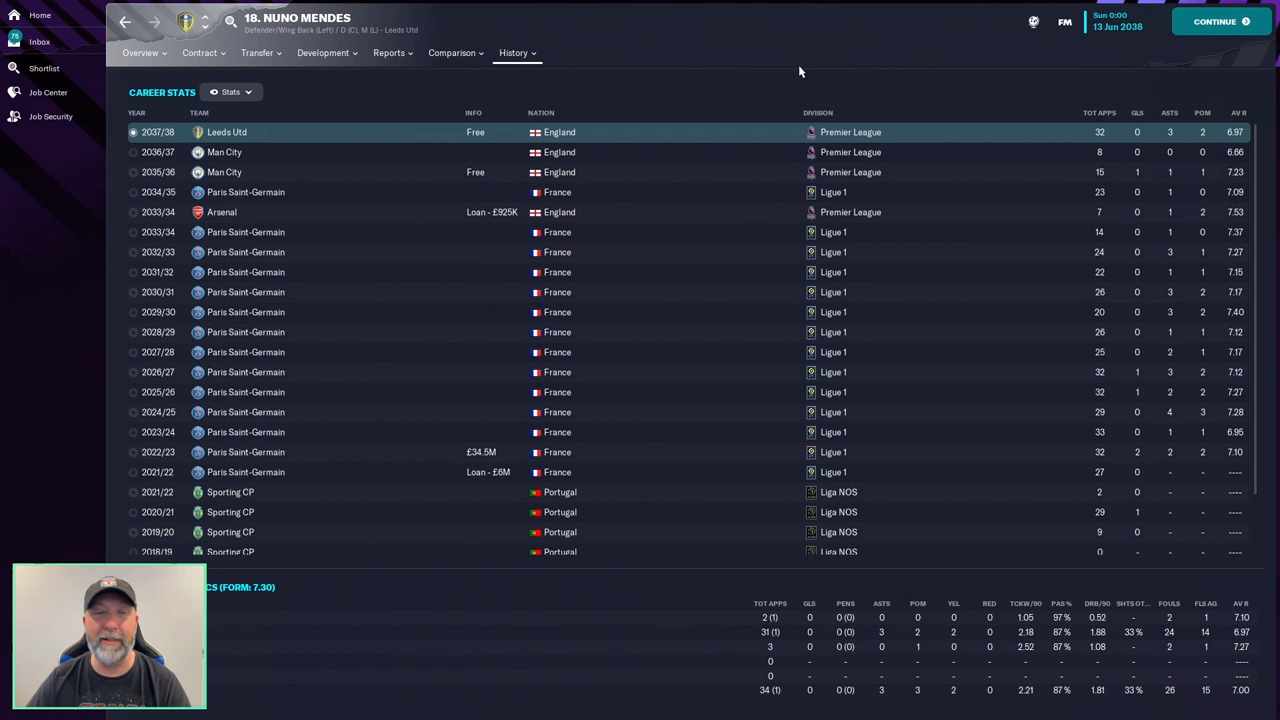 Home
75
Inbox
Shortlist
Job Center
Job Security
18. NUNO MENDES
Defender/Wing Back (Left) / D (C), M (L) - Leeds Utd
FM
Sun 0:00
13 Jun 2038
CONTINUE
Overview Contract Transfer Development Reports Comparison History
CAREER STATS Stats
YEAR TEAM INFO NATION DIVISION TOT APPS GLS ASTS POM AV R
2037/38 Leeds Utd Free England Premier League 32 0 3 2 6.97
2036/37 Man City England Premier League 8 0 0 0 6.66
2035/36 Man City Free England Premier League 15 1 1 1 7.23
2034/35 Paris Saint-Germain France Ligue 1 23 0 1 0 7.09
2033/34 Arsenal Loan - £925K England Premier League 7 0 1 2 7.53
2033/34 Paris Saint-Germain France Ligue 1 14 0 1 0 7.37
2032/33 Paris Saint-Germain France Ligue 1 24 0 3 1 7.27
2031/32 Paris Saint-Germain France Ligue 1 22 0 1 1 7.15
2030/31 Paris Saint-Germain France Ligue 1 26 0 3 2 7.17
2029/30 Paris Saint-Germain France Ligue 1 20 0 3 2 7.40
2028/29 Paris Saint-Germain France Ligue 1 26 0 1 1 7.12
2027/28 Paris Saint-Germain France Ligue 1 25 0 2 1 7.17
2026/27 Paris Saint-Germain France Ligue 1 32 1 3 2 7.12
2025/26 Paris Saint-Germain France Ligue 1 32 1 2 2 7.27
2024/25 Paris Saint-Germain France Ligue 1 29 0 4 3 7.28
2023/24 Paris Saint-Germain France Ligue 1 33 0 1 1 6.95
2022/23 Paris Saint-Germain £34.5M France Ligue 1 32 2 2 2 7.10
2021/22 Paris Saint-Germain Loan - £6M France Ligue 1 27 0 - - ----
2021/22 Sporting CP Portugal Liga NOS 2 0 - - ----
2020/21 Sporting CP Portugal Liga NOS 29 1 - - ----
2019/20 Sporting CP Portugal Liga NOS 9 0 - - ----
2018/19 Sporting CP Portugal Liga NOS 0 - - - ----
CS (FORM: 7.30)
TOT APPS GLS PENS ASTS POM YEL RED TCKW/90 PAS % DRB/90 SHTS OT... FOULS FLS AG AV R
2 (1) 0 0 (0) 0 0 0 0 1.05 97 % 0.52 - 2 1 7.10
31 (1) 0 0 (0) 3 2 2 0 2.18 87 % 1.88 33 % 24 14 6.97
3 0 0 (0) 0 1 0 0 2.52 87 % 1.08 - 2 1 7.27
0 - - - - - - - - - - - - ----
0 - - - - - - - - - - - - ----
34 (1) 0 0 (0) 3 3 2 0 2.21 87 % 1.81 33 % 26 15 7.00